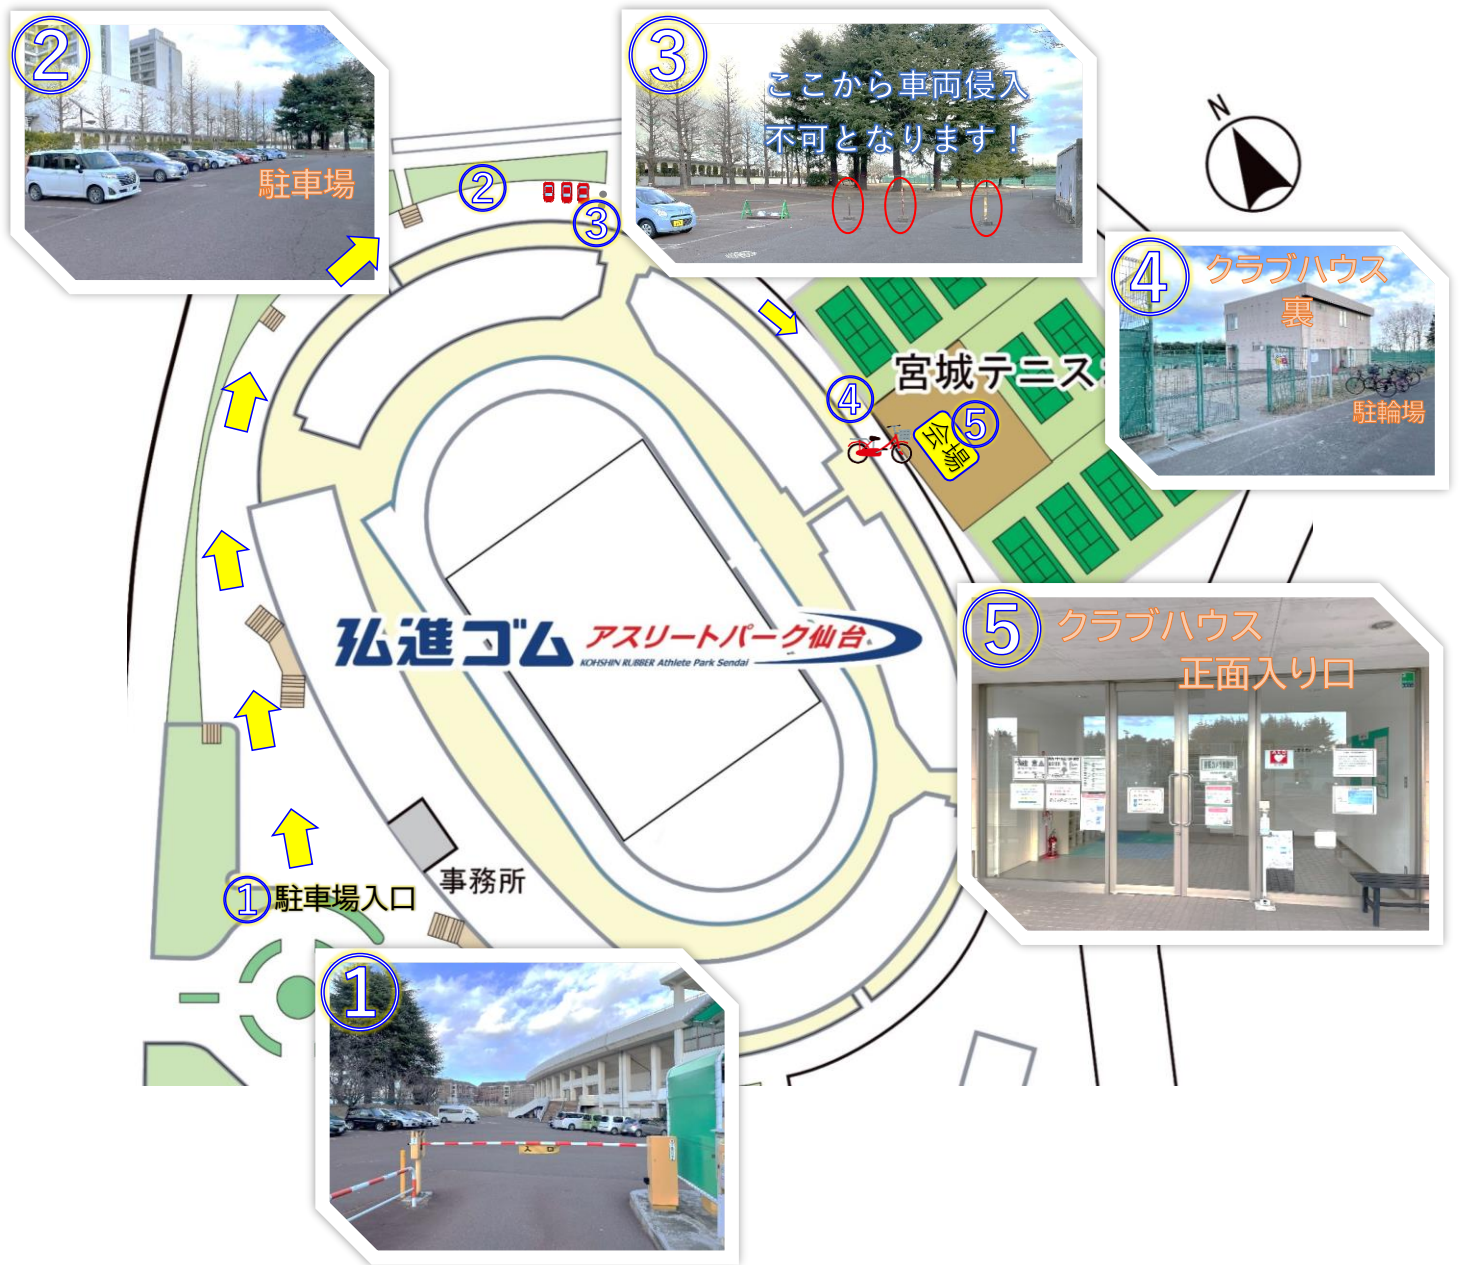 ②
駐車場
③
ここから車両侵入
不可となります！
N
②
③
④
クラブハウス
裏
駐輪場
宮城テニスコ
④
⑤
会場
弘進ゴム アスリートパーク仙台
KOHSHIN RUBBER Athlete Park Sendai
⑤
クラブハウス
正面入り口
事務所
① 駐車場入口
①
入口